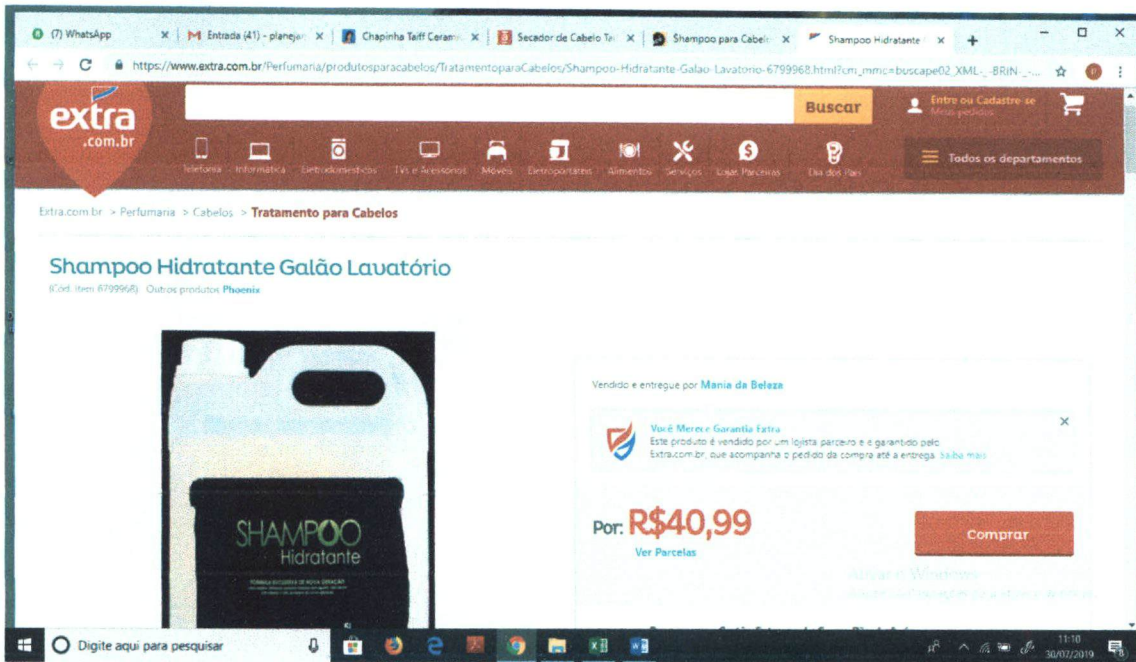 (7) WhatsApp
Entrada (41) - planeja
Chapinha Taiff Ceram
Secador de Cabelo Ta
Shampoo para Cabel
Shampoo Hidratante
https://www.extra.com.br/Perfumaria/produtosparacabelos/TratamentoparaCabelos/Shampoo-Hidratante-Galao-Lavatorio-6799968.html?cm_mmc=buscape02_XML-_-BRIN-_-...
extra
.com.br
Buscar
Entre ou Cadastre-se
Meus pedidos
Telefonia
Informática
Eletrodomésticos
TVs e Acessórios
Móveis
Eletroportáteis
Alimentos
Serviços
Lojas Parceiras
Dia dos Pais
Todos os departamentos
Extra.com.br > Perfumaria > Cabelos > Tratamento para Cabelos
Shampoo Hidratante Galão Lavatório
(Cód. Item 6799968) Outros produtos Phoenix
SHAMPOO
Hidratante
FÓRMULA EXCLUSIVA DE NOVA GERAÇÃO
Vendido e entregue por Mania da Beleza
Você Merece Garantia Extra
Este produto é vendido por um lojista parceiro e é garantido pelo
Extra.com.br, que acompanha o pedido da compra até a entrega. Saiba mais
Por: R$40,99
Ver Parcelas
Comprar
Ativar o Windows
Digite aqui para pesquisar
11:10
30/07/2019